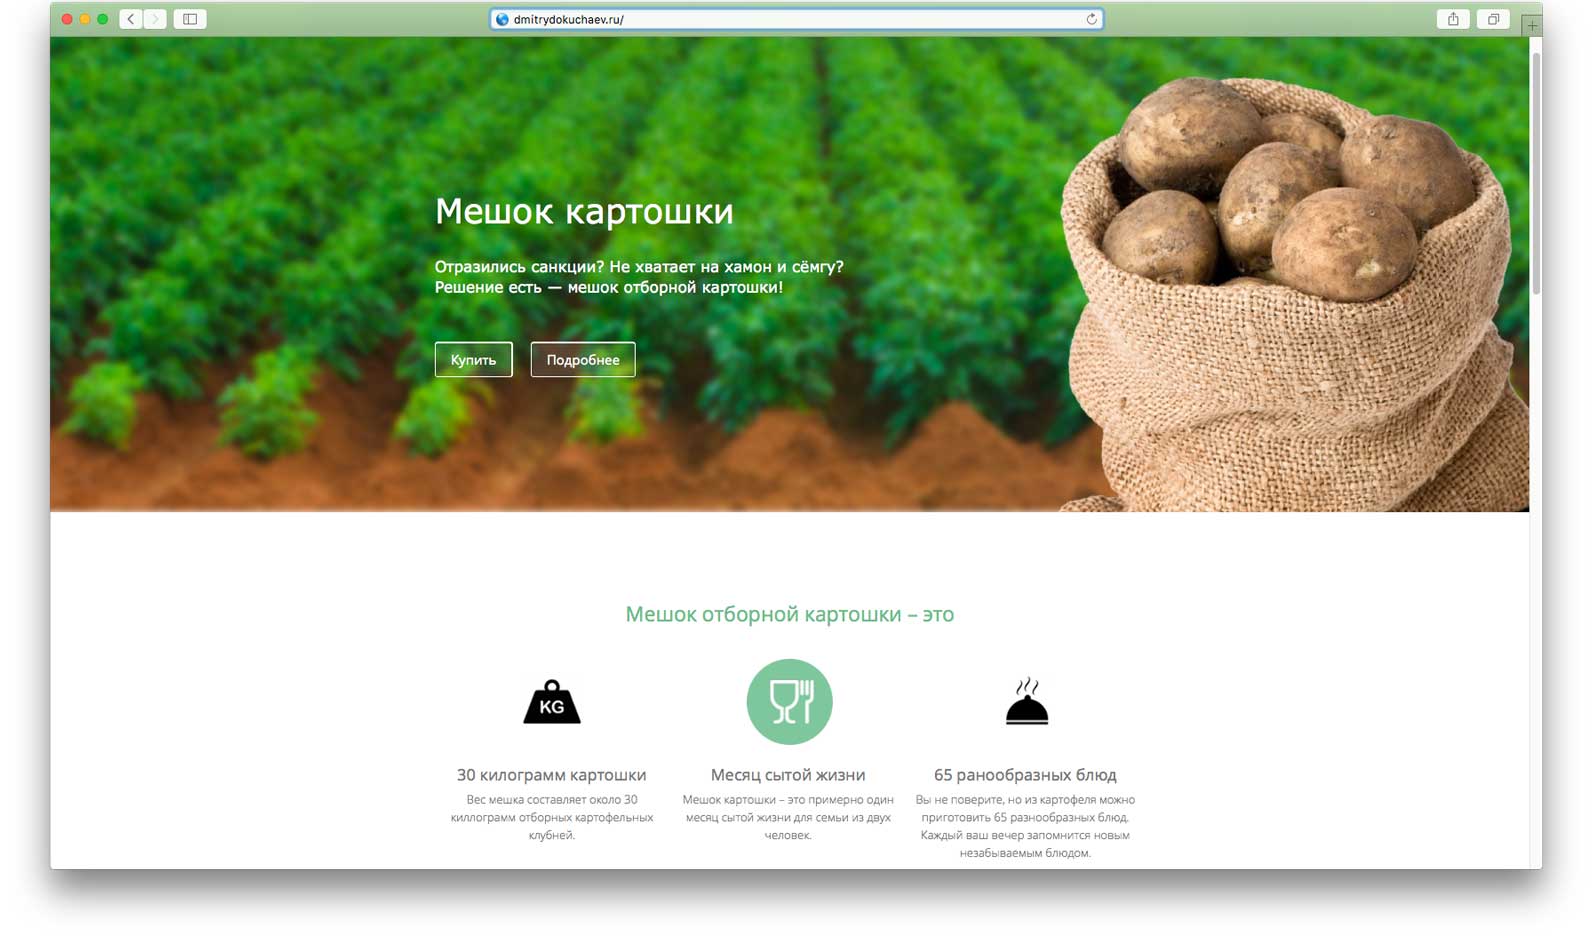 dmitrydokuchaev.ru/
Мешок картошки
Отразились санкции? Не хватает на хамон и сёмгу?
Решение есть — мешок отборной картошки!
Купить Подробнее
Мешок отборной картошки – это
KG
30 килограмм картошки
Вес мешка составляет около 30
киллограмм отборных картофельных
клубней.
Месяц сытой жизни
Мешок картошки – это примерно один
месяц сытой жизни для семьи из двух
человек.
65 ранообразных блюд
Вы не поверите, но из картофеля можно
приготовить 65 разнообразных блюд.
Каждый ваш вечер запомнится новым
незабываемым блюдом.